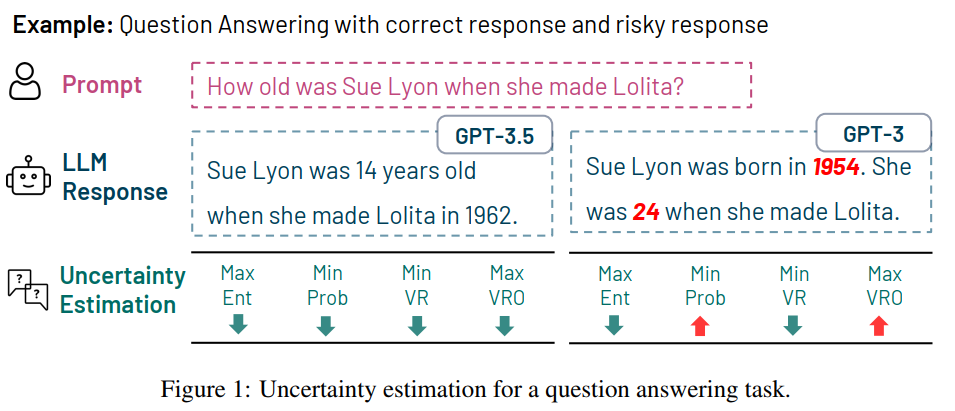 Example: Question Answering with correct response and risky response
Prompt
How old was Sue Lyon when she made Lolita?
LLM
Response
GPT-3.5
Sue Lyon was 14 years old
when she made Lolita in 1962.
GPT-3
Sue Lyon was born in 1954. She
was 24 when she made Lolita.
? ?
Uncertainty
Estimation
Max Min Min Max
Ent Prob VR VRO
Max Min Min Max
Ent Prob VR VRO
Figure 1: Uncertainty estimation for a question answering task.